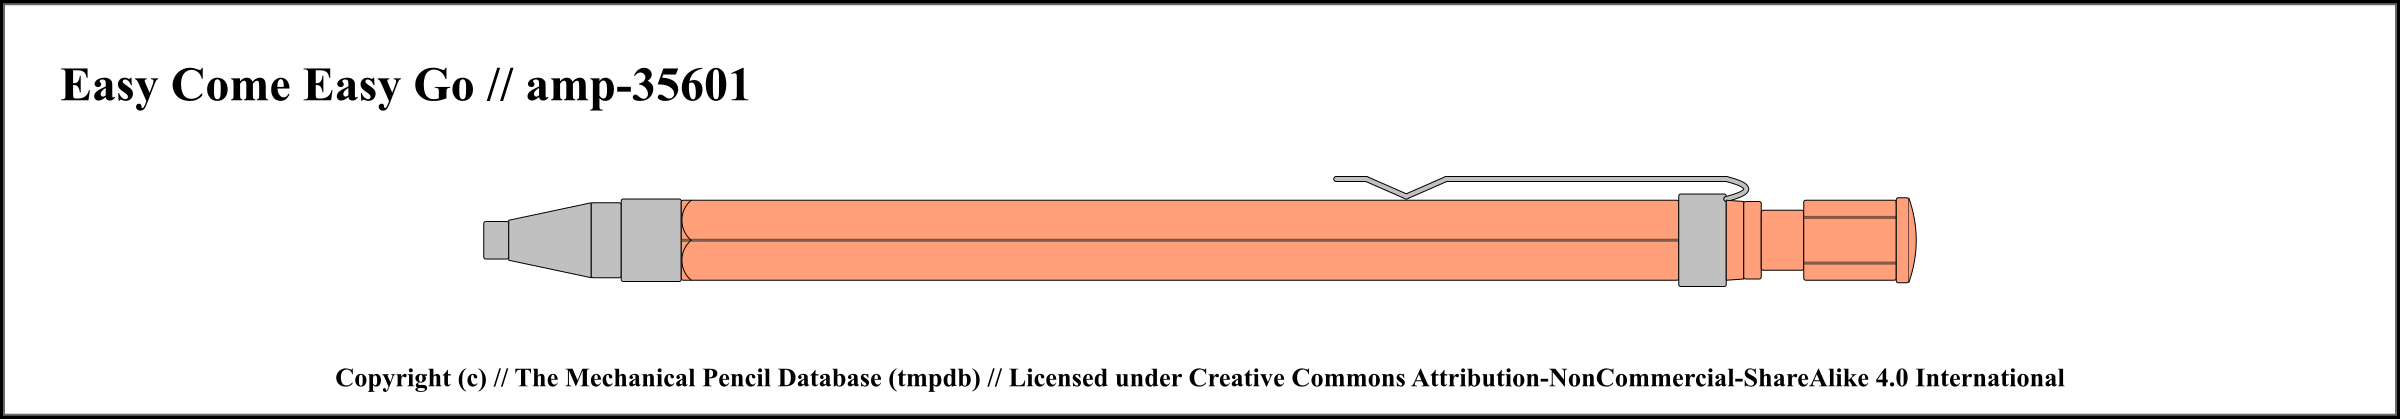 Easy Come Easy Go // amp-35601
Copyright (c) // The Mechanical Pencil Database (tmpdb) // Licensed under Creative Commons Attribution-NonCommercial-ShareAlike 4.0 International